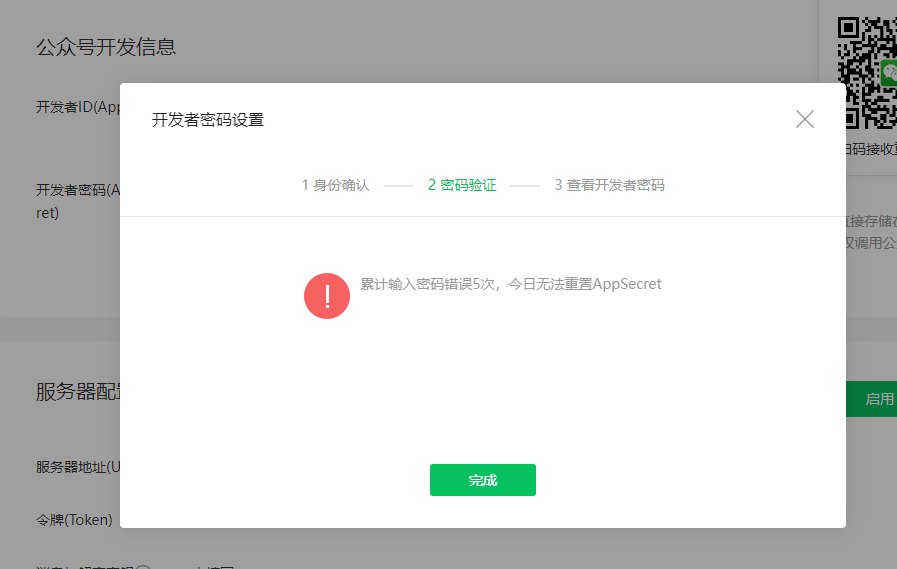 公众号开发信息
开发者ID(App
开发者密码设置
扫码接收重
1 身份确认
2 密码验证
3 查看开发者密码
开发者密码(A
ret)
直接存储在
仅调用公
累计输入密码错误5次，今日无法重置AppSecret
服务器配置
启用
服务器地址(U
完成
令牌(Token)